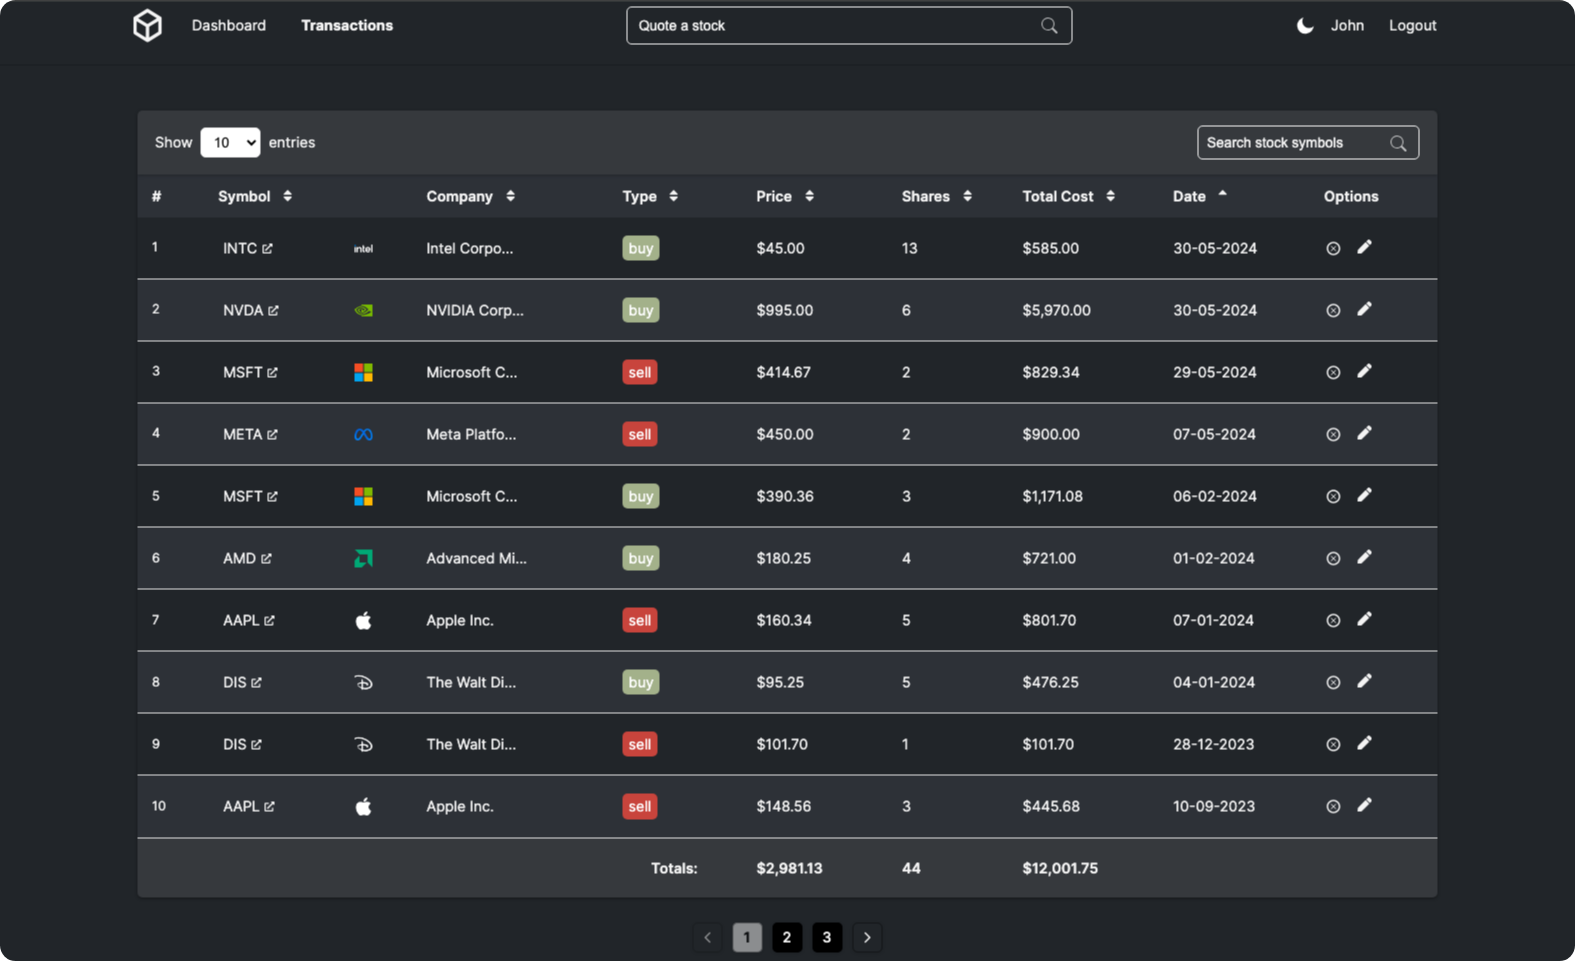 Dashboard Transactions Quote a stock John Logout
Show 10 entries Search stock symbols
# Symbol Company Type Price Shares Total Cost Date Options
1 INTC intel Intel Corpo... buy $45.00 13 $585.00 30-05-2024
2 NVDA NVIDIA Corp... buy $995.00 6 $5,970.00 30-05-2024
3 MSFT Microsoft C... sell $414.67 2 $829.34 29-05-2024
4 META Meta Platfo... sell $450.00 2 $900.00 07-05-2024
5 MSFT Microsoft C... buy $390.36 3 $1,171.08 06-02-2024
6 AMD Advanced Mi... buy $180.25 4 $721.00 01-02-2024
7 AAPL Apple Inc. sell $160.34 5 $801.70 07-01-2024
8 DIS The Walt Di... buy $95.25 5 $476.25 04-01-2024
9 DIS The Walt Di... sell $101.70 1 $101.70 28-12-2023
10 AAPL Apple Inc. sell $148.56 3 $445.68 10-09-2023
Totals: $2,981.13 44 $12,001.75
1 2 3